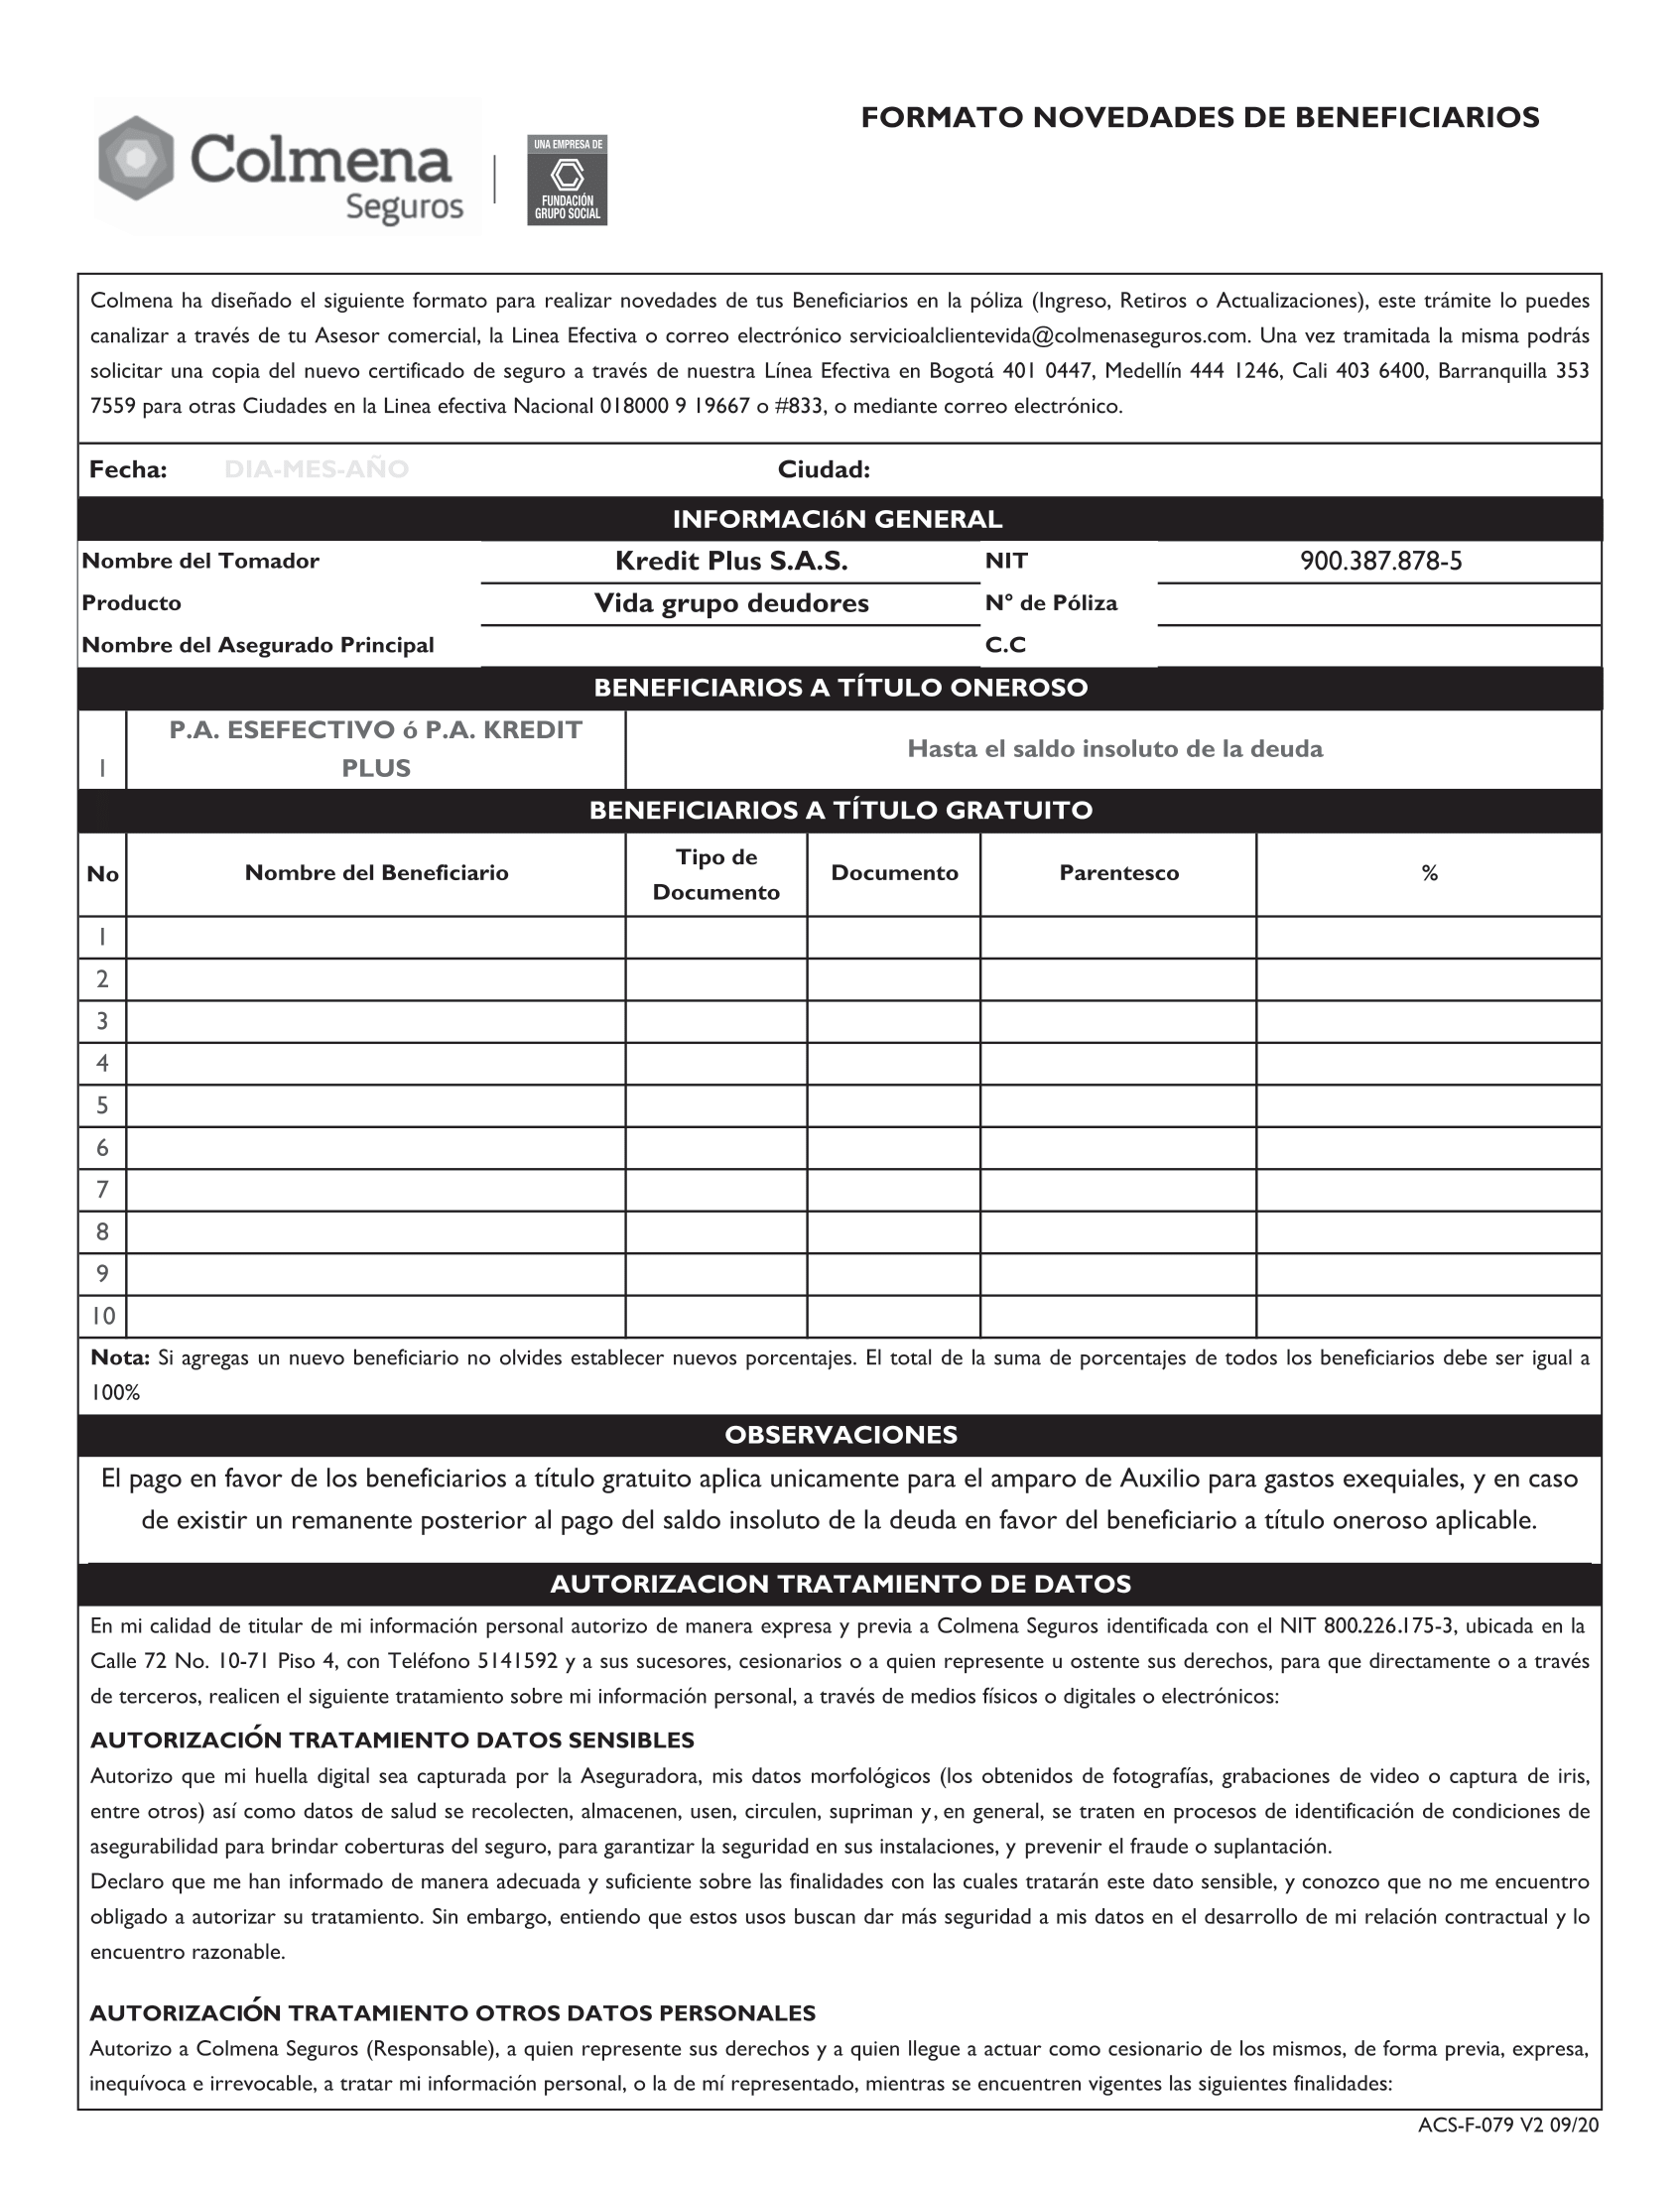 FORMATO NOVEDADES DE BENEFICIARIOS
Colmena
Seguros
UNA EMPRESA DE
FUNDACIÓN
GRUPO SOCIAL
Colmena ha diseñado el siguiente formato para realizar novedades de tus Beneficiarios en la póliza (Ingreso, Retiros o Actualizaciones), este trámite lo puedes
canalizar a través de tu Asesor comercial, la Linea Efectiva o correo electrónico servicioalclientevida@colmenaseguros.com. Una vez tramitada la misma podrás
solicitar una copia del nuevo certificado de seguro a través de nuestra Línea Efectiva en Bogotá 401 0447, Medellín 444 1246, Cali 403 6400, Barranquilla 353
7559 para otras Ciudades en la Linea efectiva Nacional 018000 9 19667 o #833, o mediante correo electrónico.
Fecha: DIA-MES-AÑO Ciudad:
INFORMACIóN GENERAL
Nombre del Tomador Kredit Plus S.A.S. NIT 900.387.878-5
Producto Vida grupo deudores N° de Póliza
Nombre del Asegurado Principal C.C
BENEFICIARIOS A TÍTULO ONEROSO
P.A. ESEFECTIVO ó P.A. KREDIT
1 PLUS Hasta el saldo insoluto de la deuda
BENEFICIARIOS A TÍTULO GRATUITO
No Nombre del Beneficiario Tipo de Documento Documento Parentesco %
1
2
3
4
5
6
7
8
9
10
Nota: Si agregas un nuevo beneficiario no olvides establecer nuevos porcentajes. El total de la suma de porcentajes de todos los beneficiarios debe ser igual a
100%
OBSERVACIONES
El pago en favor de los beneficiarios a título gratuito aplica unicamente para el amparo de Auxilio para gastos exequiales, y en caso
de existir un remanente posterior al pago del saldo insoluto de la deuda en favor del beneficiario a título oneroso aplicable.
AUTORIZACION TRATAMIENTO DE DATOS
En mi calidad de titular de mi información personal autorizo de manera expresa y previa a Colmena Seguros identificada con el NIT 800.226.175-3, ubicada en la
Calle 72 No. 10-71 Piso 4, con Teléfono 5141592 y a sus sucesores, cesionarios o a quien represente u ostente sus derechos, para que directamente o a través
de terceros, realicen el siguiente tratamiento sobre mi información personal, a través de medios físicos o digitales o electrónicos:
AUTORIZACIÓN TRATAMIENTO DATOS SENSIBLES
Autorizo que mi huella digital sea capturada por la Aseguradora, mis datos morfológicos (los obtenidos de fotografías, grabaciones de video o captura de iris,
entre otros) así como datos de salud se recolecten, almacenen, usen, circulen, supriman y, en general, se traten en procesos de identificación de condiciones de
asegurabilidad para brindar coberturas del seguro, para garantizar la seguridad en sus instalaciones, y prevenir el fraude o suplantación.
Declaro que me han informado de manera adecuada y suficiente sobre las finalidades con las cuales tratarán este dato sensible, y conozco que no me encuentro
obligado a autorizar su tratamiento. Sin embargo, entiendo que estos usos buscan dar más seguridad a mis datos en el desarrollo de mi relación contractual y lo
encuentro razonable.
AUTORIZACIÓN TRATAMIENTO OTROS DATOS PERSONALES
Autorizo a Colmena Seguros (Responsable), a quien represente sus derechos y a quien llegue a actuar como cesionario de los mismos, de forma previa, expresa,
inequívoca e irrevocable, a tratar mi información personal, o la de mí representado, mientras se encuentren vigentes las siguientes finalidades:
ACS-F-079 V2 09/20